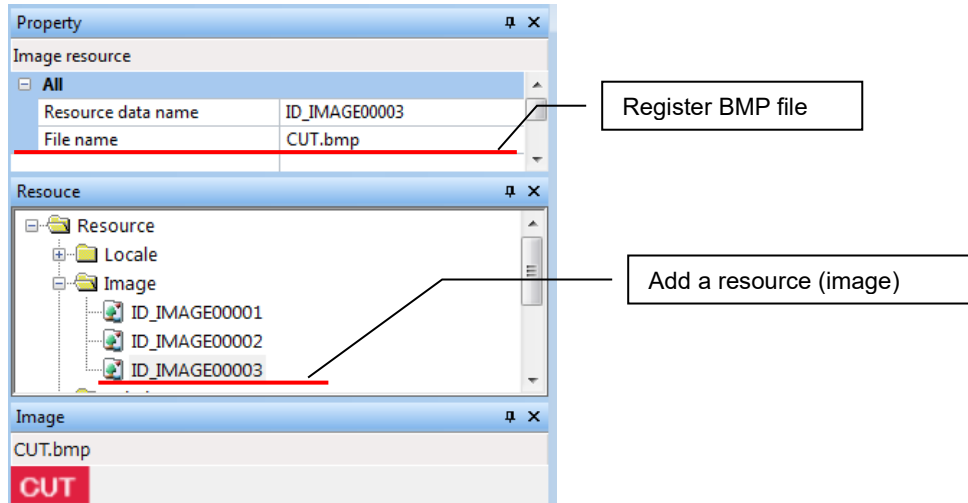 Property
Image resource
All
Resource data name ID_IMAGE00003
File name CUT.bmp
Register BMP file
Resouce
Resource
Locale
Image
ID_IMAGE00001
ID_IMAGE00002
ID_IMAGE00003
Add a resource (image)
Image
CUT.bmp
CUT